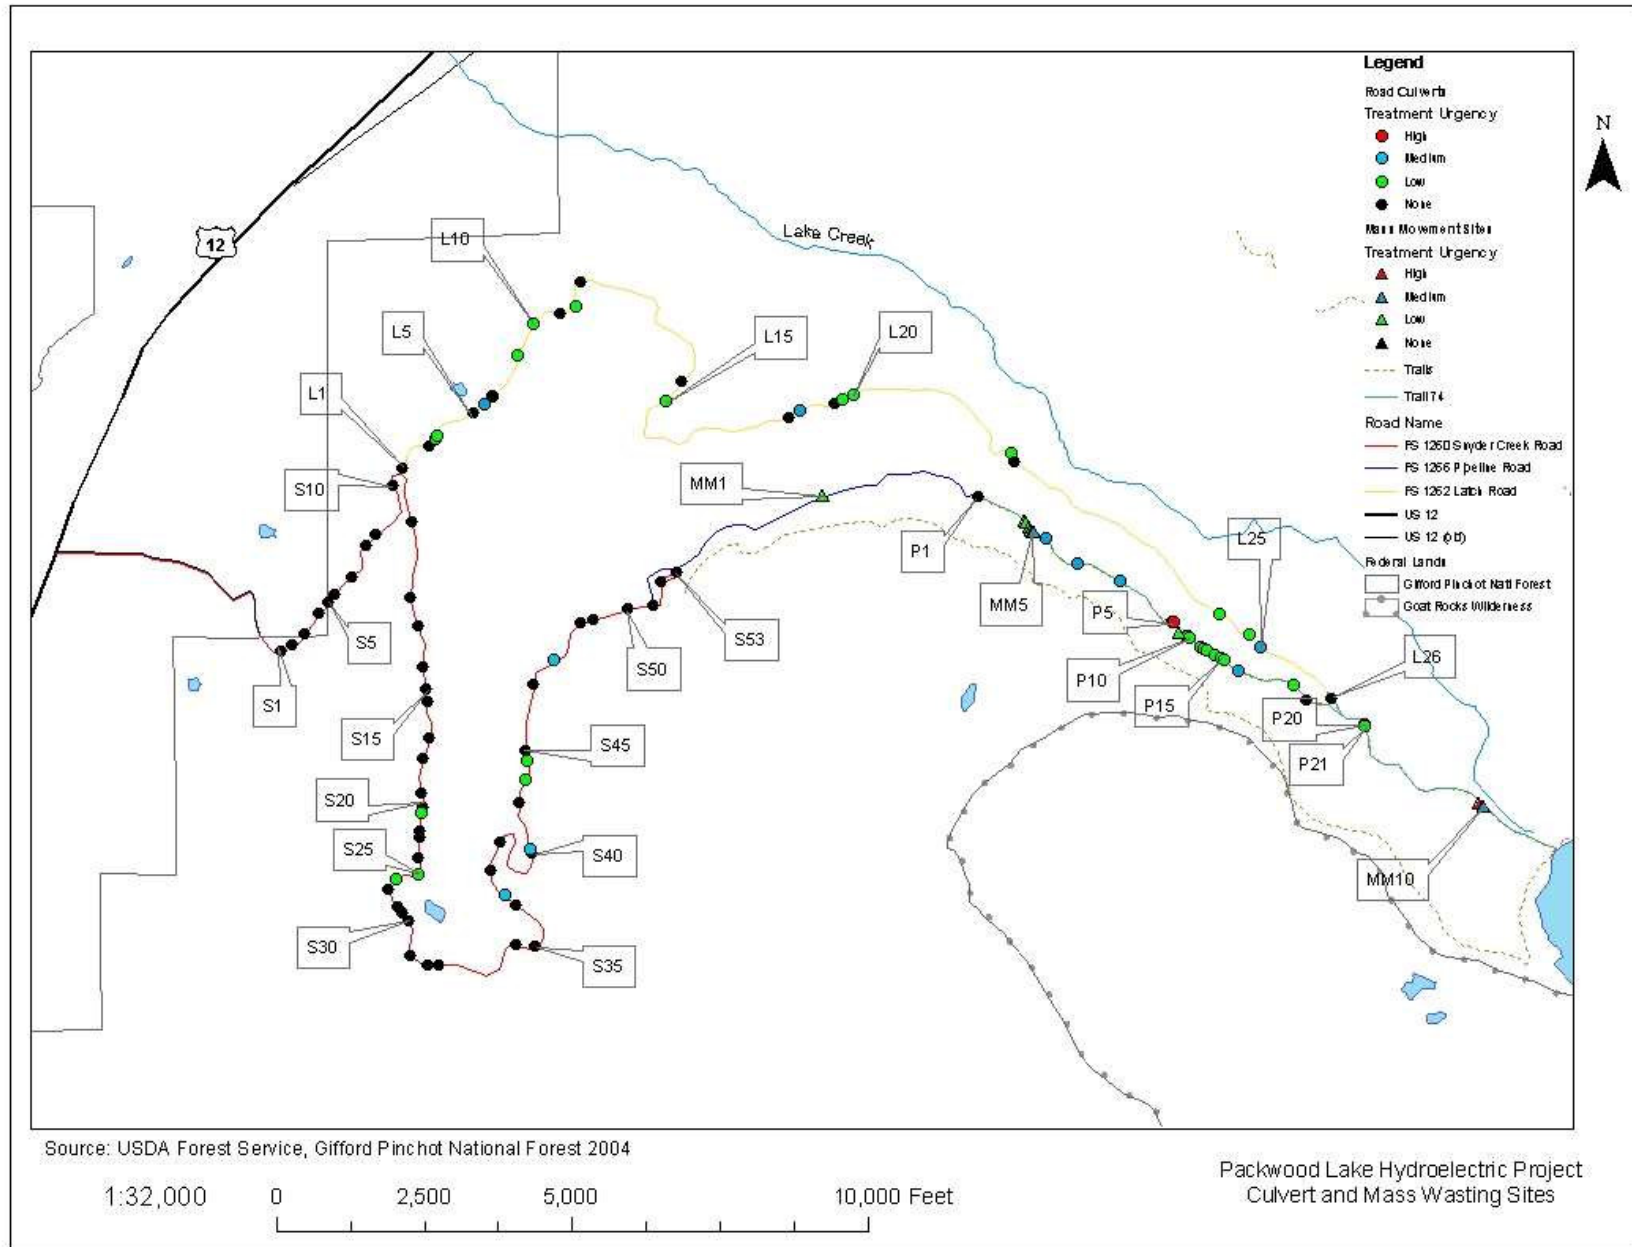 Legend
Road Culverts
Treatment Urgency
High
Medium
Low
None
Mass Movement Sites
Treatment Urgency
High
Medium
Low
None
Trails
Trail 74
Road Name
FS 1260 Snyder Creek Road
FS 1266 Pipeline Road
FS 1262 Latch Road
US 12
US 12 (old)
Federal Lands
Gifford Pinchot Natl Forest
Goat Rocks Wilderness
N
12
Lake Creek
L10
L5
L15
L20
L1
S10
MM1
L25
P1
MM5
P5
S5
S53
S50
L26
P10
S1
P15
P20
S15
S45
P21
S20
S25
S40
MM10
S30
S35
Source: USDA Forest Service, Gifford Pinchot National Forest 2004
1:32,000
0 2,500 5,000 10,000 Feet
Packwood Lake Hydroelectric Project
Culvert and Mass Wasting Sites